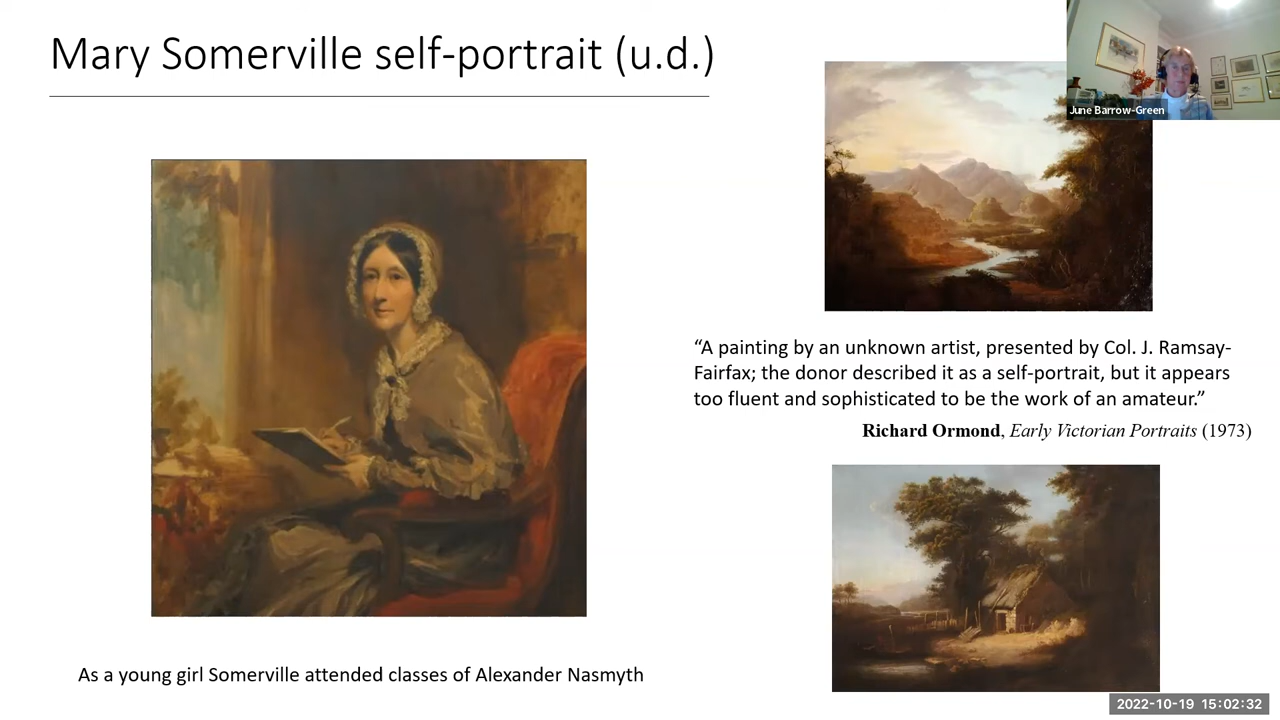 Mary Somerville self-portrait (u.d.)
June Barrow-Green
“A painting by an unknown artist, presented by Col. J. Ramsay-
Fairfax; the donor described it as a self-portrait, but it appears
too fluent and sophisticated to be the work of an amateur.”
Richard Ormond, Early Victorian Portraits (1973)
As a young girl Somerville attended classes of Alexander Nasmyth
2022-10-19 15:02:32